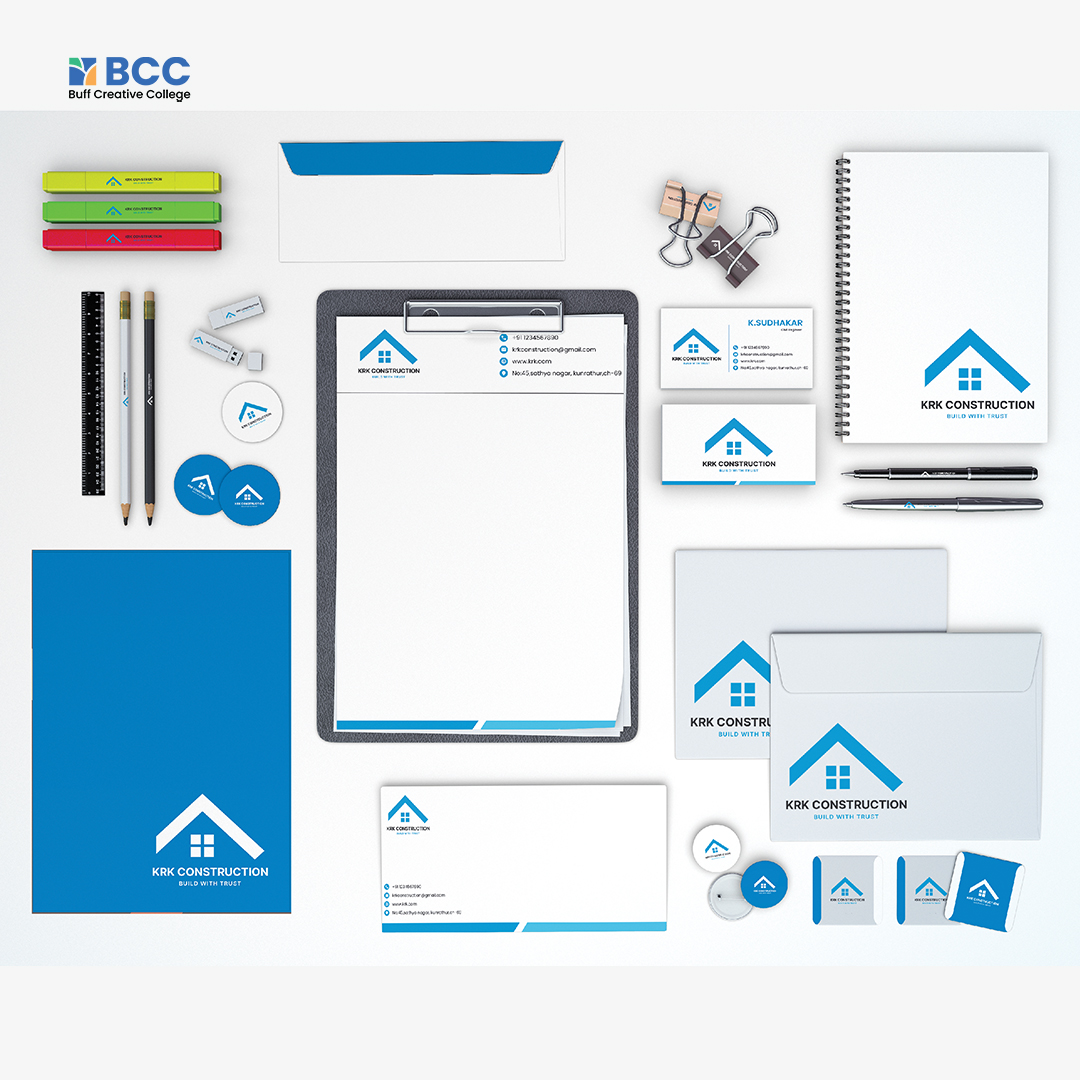 BCC
Buff Creative College
KRK CONSTRUCTION
KRK CONSTRUCTION
KRK CONSTRUCTION
KRK CONSTRUCTION
BUILD WITH TRUST
+91 1234567890
krkconstruction@gmail.com
www.krk.com
No:45,sathya nagar, kunrathur,ch-69
K.SUDHAKAR
KRK CONSTRUCTION
BUILD WITH TRUST
+91 1234567890
krkconstruction@gmail.com
www.krk.com
No:45,sathya nagar, kunrathur,ch-69
KRK CONSTRUCTION
BUILD WITH TRUST
KRK CONSTRUCTION
BUILD WITH TRUST
KRK CONSTRUCTION
KRK CONSTRUCTION
KRK CONSTRUCTION
KRK CONSTRU
BUILD WITH TR
KRK CONSTRUCTION
BUILD WITH TRUST
KRK CONSTRUCTION
BUILD WITH TRUST
KRK CONSTRUCTION
BUILD WITH TRUST
+91 1234567890
krkconstruction@gmail.com
www.krk.com
No:45,sathya nagar, kunrathur,ch-69
KRK CONSTRUCTION
KRK CONSTRUCTION
KRK CONSTRUCTION